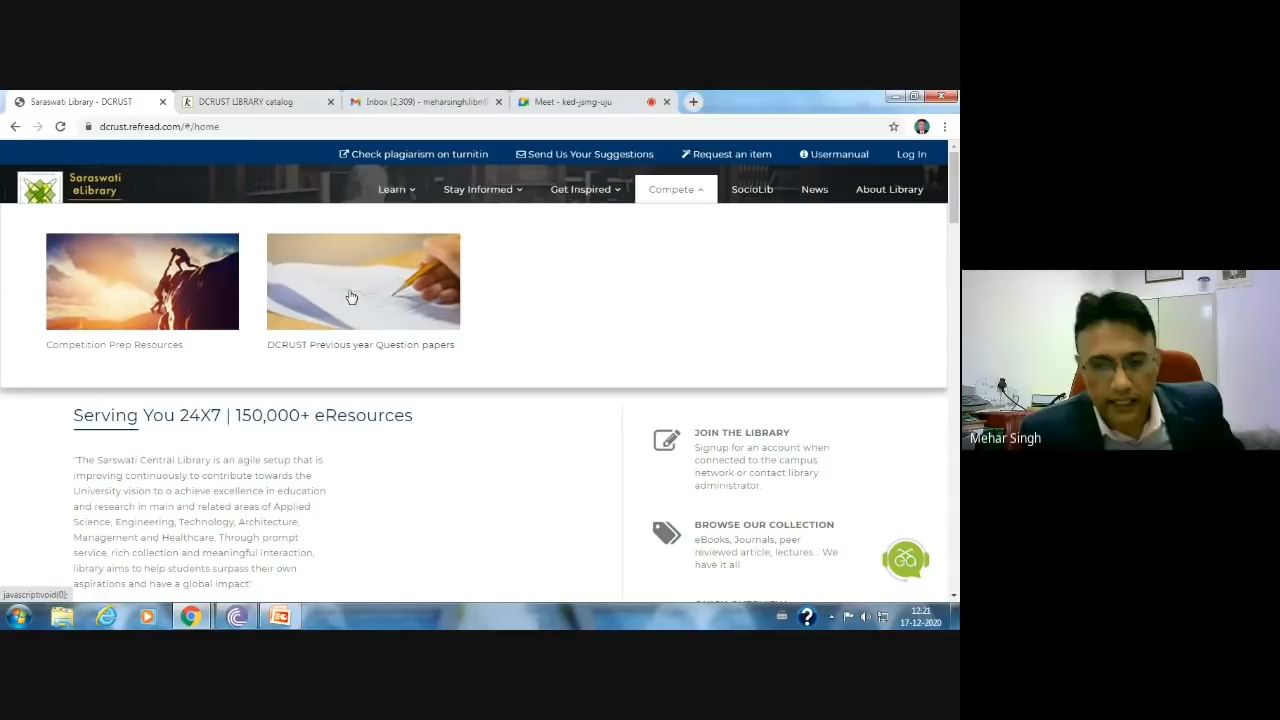 Saraswati Library - DCRUST
DCRUST LIBRARY catalog
Inbox (2,309) - meharsingh.libn@
Meet - ked-jsmg-uju
dcrust.refread.com/#/home
Check plagiarism on turnitin
Send Us Your Suggestions
Request an item
Usermanual
Log In
Saraswati
eLibrary
Learn
Stay Informed
Get Inspired
Compete
SocioLib
News
About Library
Competition Prep Resources
DCRUST Previous year Question papers
Serving You 24X7 | 150,000+ eResources
"The Sarswati Central Library is an agile setup that is
improving continuously to contribute towards the
University vision to o achieve excellence in education
and research in main and related areas of Applied
Science, Engineering, Technology, Architecture,
Management and Healthcare. Through prompt
service, rich collection and meaningful interaction,
library aims to help students surpass their own
aspirations and have a global impact"
JOIN THE LIBRARY
Signup for an account when
connected to the campus
network or contact library
administrator.
BROWSE OUR COLLECTION
eBooks, Journals, peer
reviewed article, lectures... We
have it all.
javascript:void(0);
12:21
17-12-2020
Mehar Singh